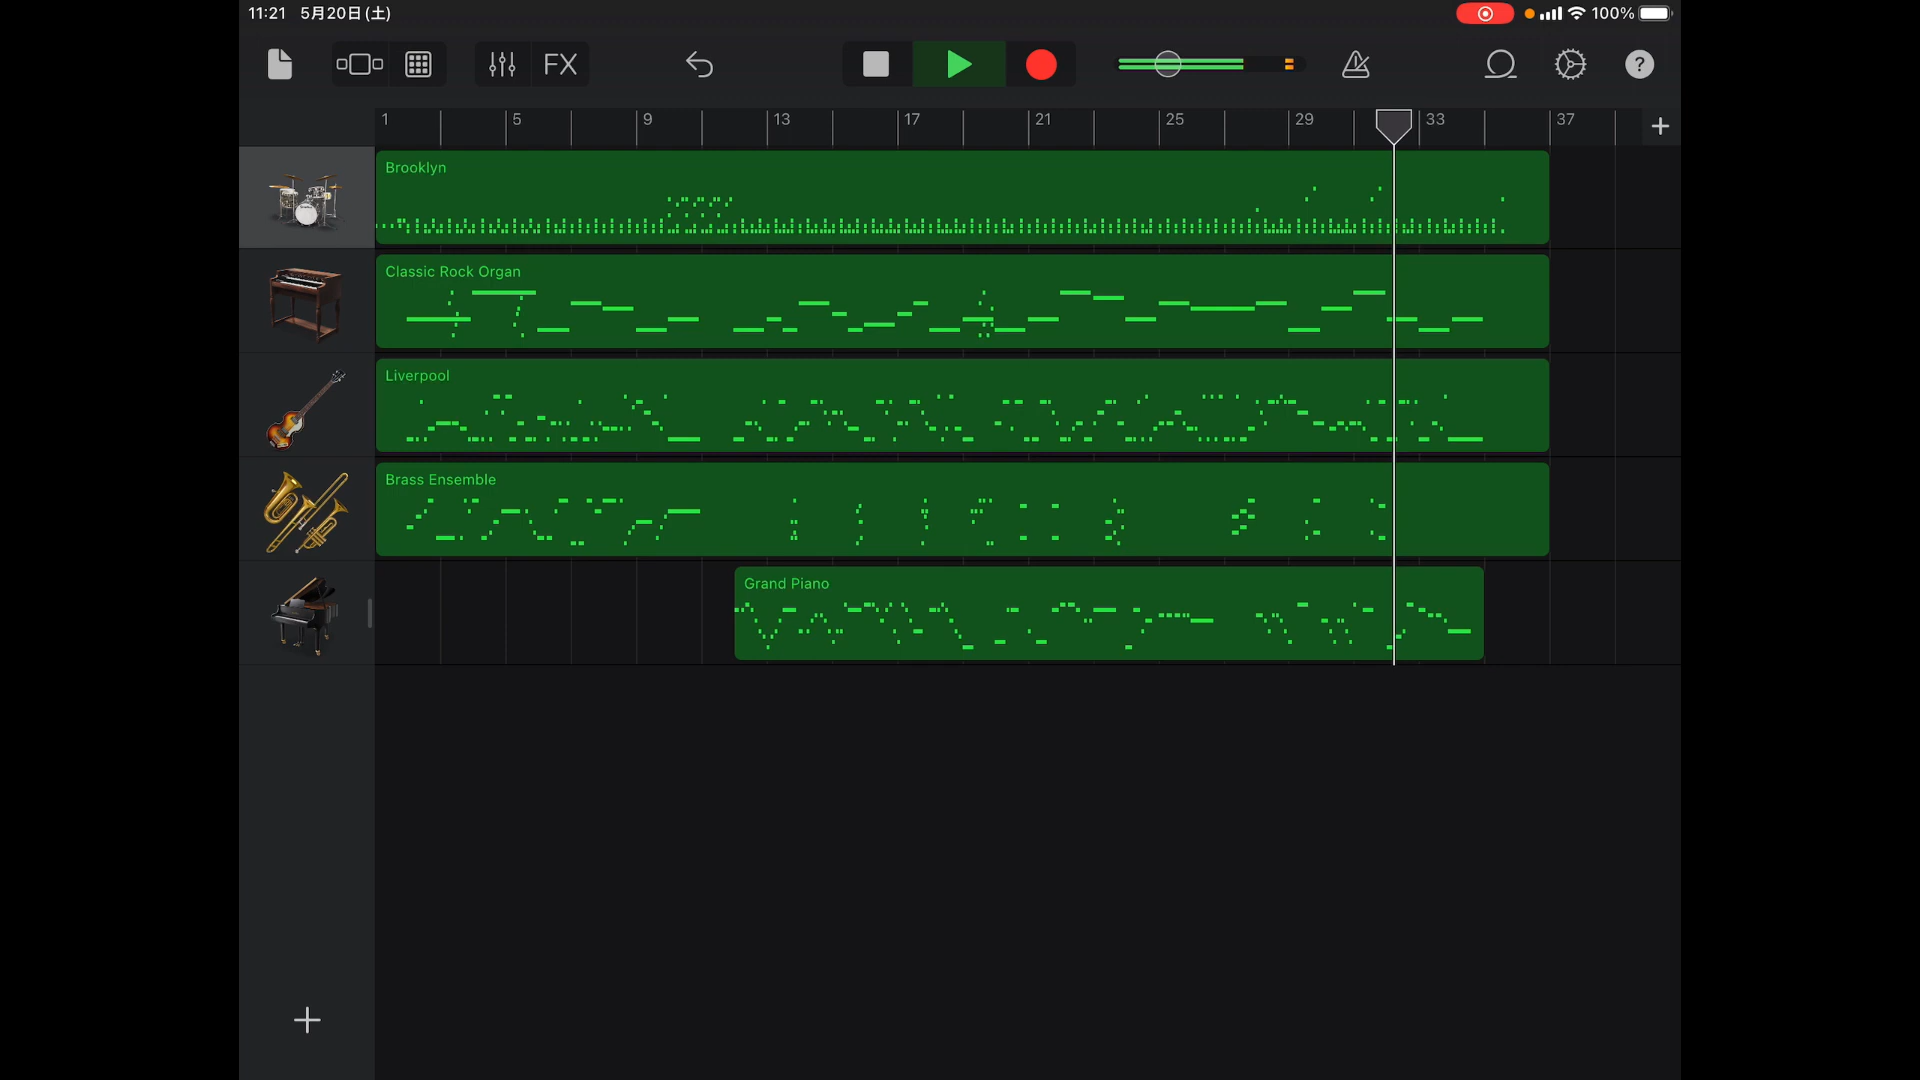 11:21 5月20日(土)
100%
FX
?
1 5 9 13 17 21 25 29 33 37
Brooklyn
Classic Rock Organ
Liverpool
Brass Ensemble
Grand Piano